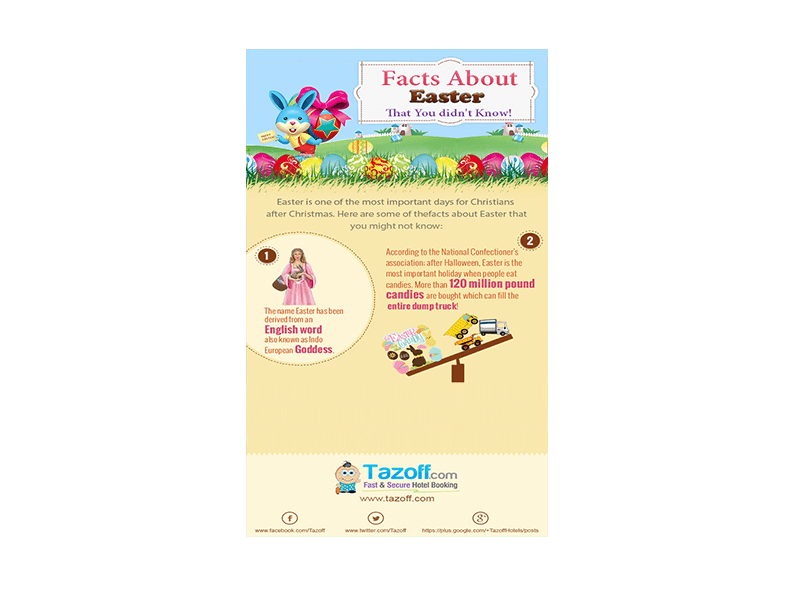 Facts About
Easter
That You didn't Know!
Easter is one of the most important days for Christians
after Christmas. Here are some of thefacts about Easter that
you might not know:
1
The name Easter has been
derived from an
English word
also known as Indo
European Goddess.
2
According to the National Confectioner's
association: after Halloween, Easter is the
most important holiday when people eat
candies. More than 120 million pound
candies are bought which can fill the
entire dump truck!
EASTER
Tazoff.com
Fast & Secure Hotel Booking
www.tazoff.com
www.facebook.com/Tazoff
www.twitter.com/Tazoff
https://plus.google.com/+TazoffHotels/posts